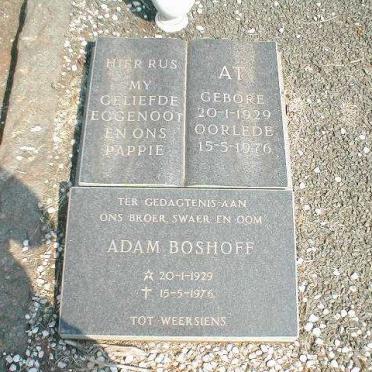 HIER RUS
MY
GELIEFDE
EGGENOOT
EN ONS
PAPPIE
AT
GEBORE
20-1-1929
OORLEDE
15-5-1976
TER GEDAGTENIS AAN
ONS BROER, SWAER EN OOM
ADAM BOSHOFF
☆ 20-1-1929
✝ 15-5-1976
TOT WEERSIENS